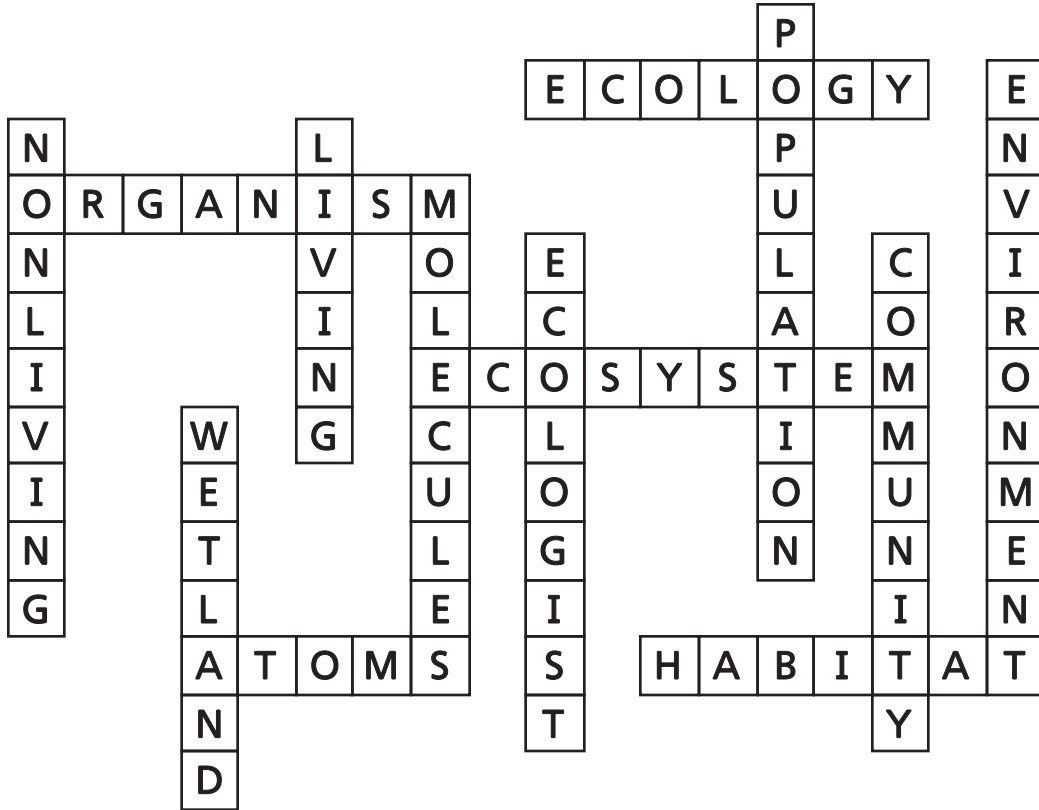 POPULATION
ECOLOGY
ENVIRONMENT
NONLIVING
LIVING
ORGANISM
MOLECULES
ECOLOGIST
COMMUNITY
ECOSYSTEM
WETLAND
ATOMS
HABITAT